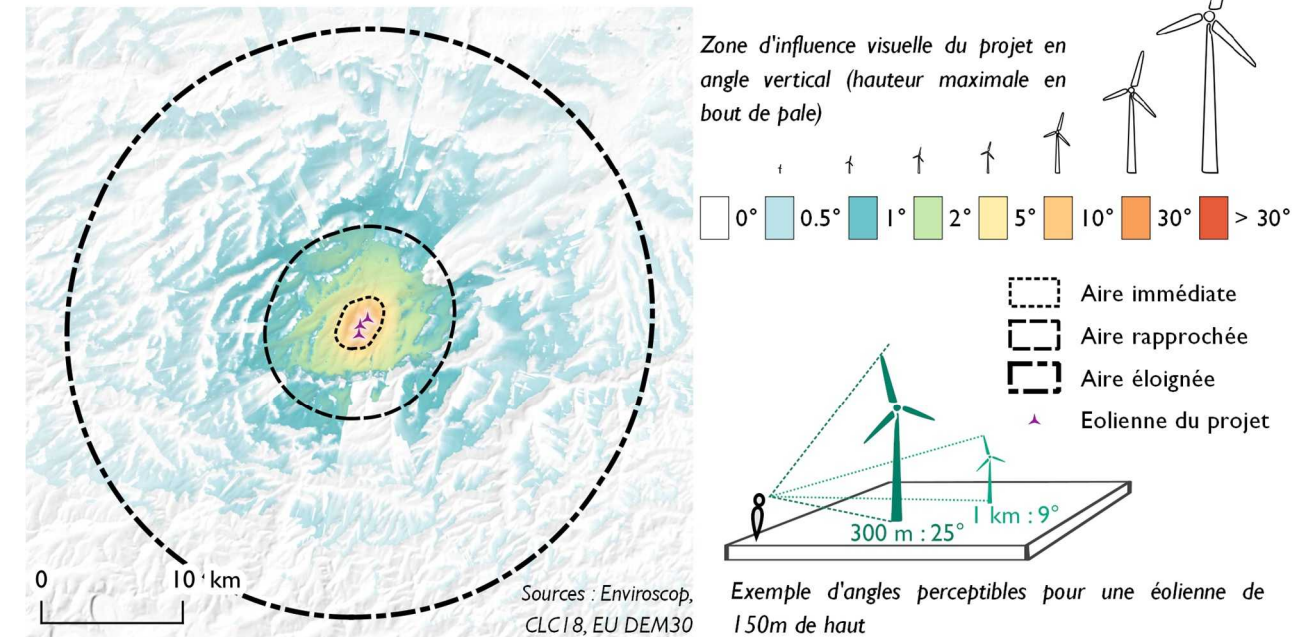 Zone d'influence visuelle du projet en
angle vertical (hauteur maximale en
bout de pale)
0° 0.5° 1° 2° 5° 10° 30° > 30°
Aire immédiate
Aire rapprochée
Aire éloignée
Eolienne du projet
300 m : 25°
1 km : 9°
0 10 km
Sources : Enviroscop,
CLC18, EU DEM30
Exemple d'angles perceptibles pour une éolienne de
150m de haut